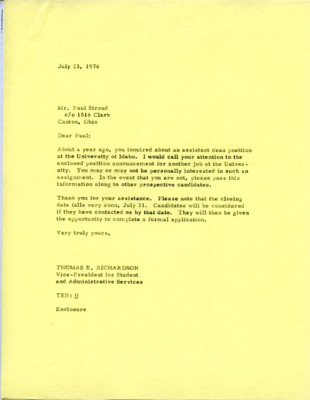 July 23, 1974
Mr. Paul Stroud
c/o 1516 Clark
Canton, Ohio
Dear Paul:
About a year ago, you inquired about an assistant dean position
at the University of Idaho. I would call your attention to the
enclosed position announcement for another job at the Univer-
sity. You may or may not be personally interested in such an
assignment. In the event that you are not, please pass this
information along to other prospective candidates.
Thank you for your assistance. Please note that the closing
date falls very soon, July 31. Candidates will be considered
if they have contacted us by that date. They will then be given
the opportunity to complete a formal application.
Very truly yours,
THOMAS E. RICHARDSON
Vice-President for Student
and Administrative Services
TER: jj
Enclosure